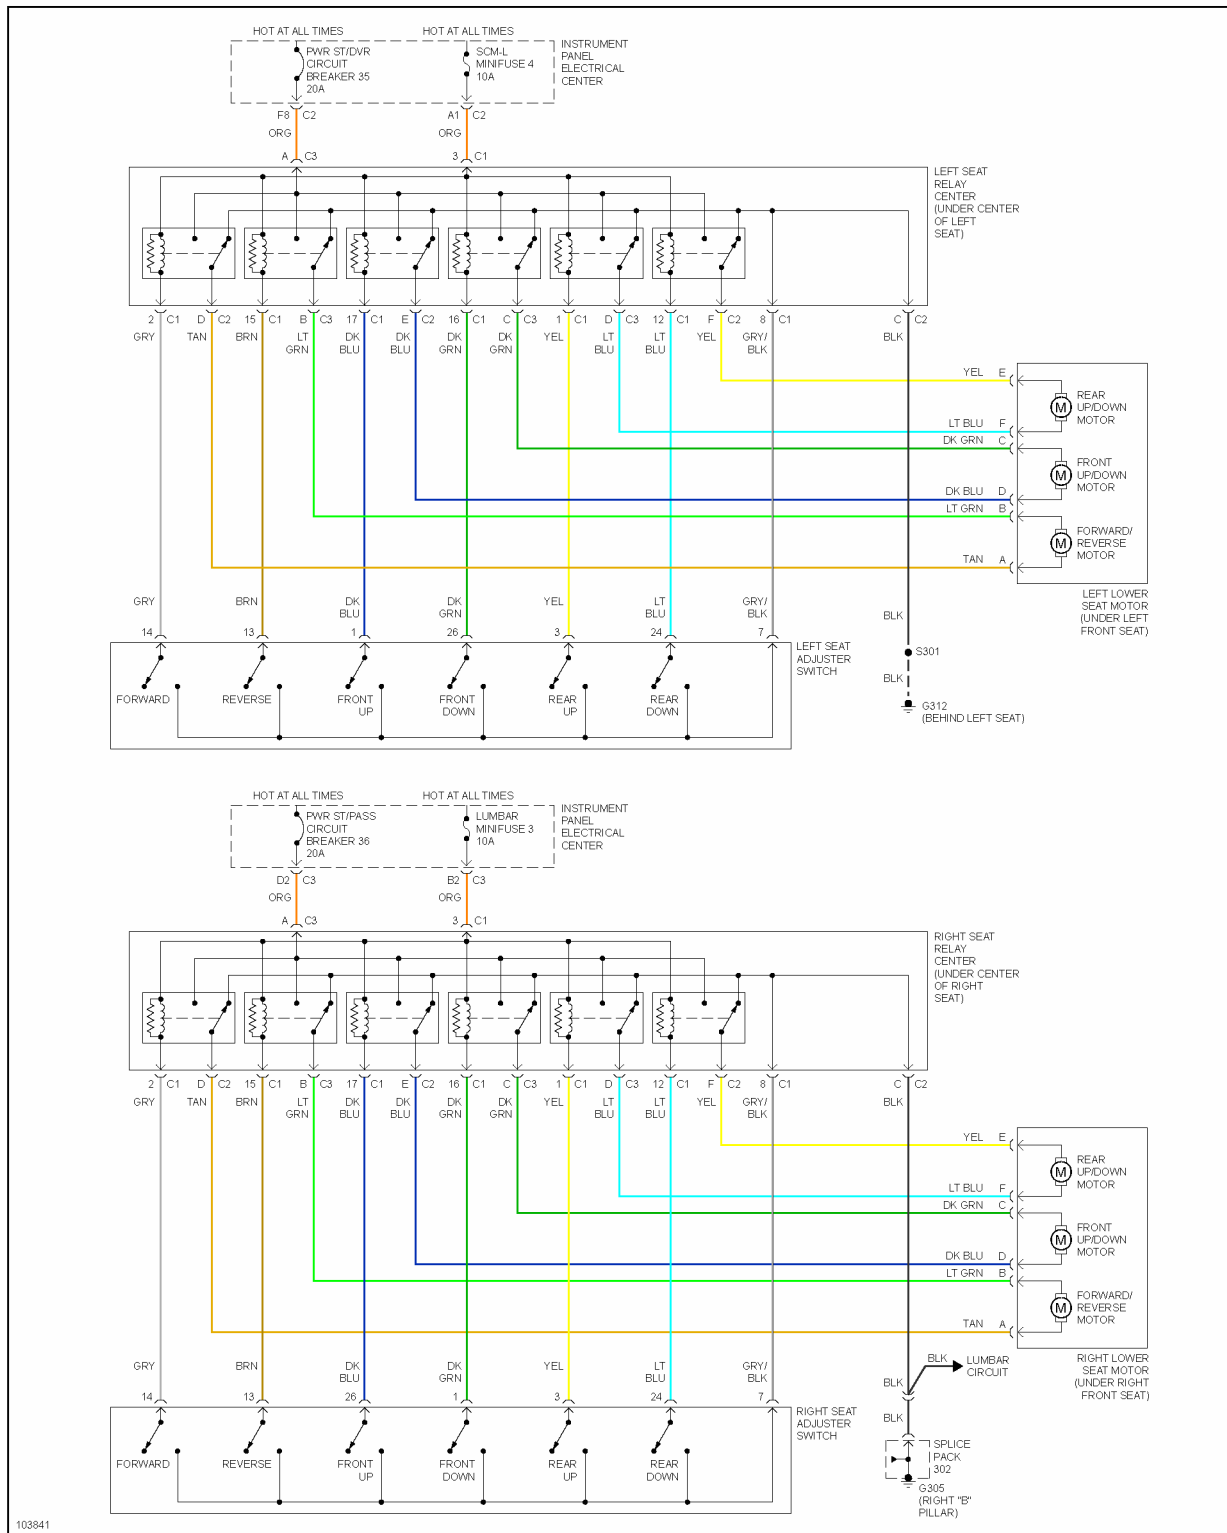 HOT AT ALL TIMES
HOT AT ALL TIMES
PWR ST/DVR
CIRCUIT
BREAKER 35
20A
SCM-L
MINIFUSE 4
10A
INSTRUMENT
PANEL
ELECTRICAL
CENTER
F8 C2
A1 C2
ORG
ORG
A C3
3 C1
LEFT SEAT
RELAY
CENTER
(UNDER CENTER
OF LEFT
SEAT)
2 C1 D C2 15 C1 B C3 17 C1 E C2 16 C1 C C3 1 C1 D C3 12 C1 F C2 8 C1 C C2
GRY TAN BRN LT GRN DK BLU DK BLU DK GRN DK GRN YEL LT BLU LT BLU YEL GRY/ BLK BLK
YEL E
LT BLU F
DK GRN C
DK BLU D
LT GRN B
TAN A
M
REAR
UP/DOWN
MOTOR
M
FRONT
UP/DOWN
MOTOR
M
FORWARD/
REVERSE
MOTOR
LEFT LOWER
SEAT MOTOR
(UNDER LEFT
FRONT SEAT)
GRY BRN DK BLU DK GRN YEL LT BLU GRY/ BLK BLK
14 13 1 26 3 24 7
LEFT SEAT
ADJUSTER
SWITCH
S301
BLK
G312
(BEHIND LEFT SEAT)
FORWARD
REVERSE
FRONT
UP
FRONT
DOWN
REAR
UP
REAR
DOWN
HOT AT ALL TIMES
HOT AT ALL TIMES
PWR ST/PASS
CIRCUIT
BREAKER 36
20A
LUMBAR
MINIFUSE 3
10A
INSTRUMENT
PANEL
ELECTRICAL
CENTER
D2 C3
B2 C3
ORG
ORG
A C3
3 C1
RIGHT SEAT
RELAY
CENTER
(UNDER CENTER
OF RIGHT
SEAT)
2 C1 D C2 15 C1 B C3 17 C1 E C2 16 C1 C C3 1 C1 D C3 12 C1 F C2 8 C1 C C2
GRY TAN BRN LT GRN DK BLU DK BLU DK GRN DK GRN YEL LT BLU LT BLU YEL GRY/ BLK BLK
YEL E
LT BLU F
DK GRN C
DK BLU D
LT GRN B
TAN A
M
REAR
UP/DOWN
MOTOR
M
FRONT
UP/DOWN
MOTOR
M
FORWARD/
REVERSE
MOTOR
RIGHT LOWER
SEAT MOTOR
(UNDER RIGHT
FRONT SEAT)
BLK
LUMBAR
CIRCUIT
GRY BRN DK BLU DK GRN YEL LT BLU GRY/ BLK BLK
14 13 26 1 3 24 7
RIGHT SEAT
ADJUSTER
SWITCH
BLK
SPLICE
PACK
302
G305
(RIGHT "B"
PILLAR)
FORWARD
REVERSE
FRONT
UP
FRONT
DOWN
REAR
UP
REAR
DOWN
103841